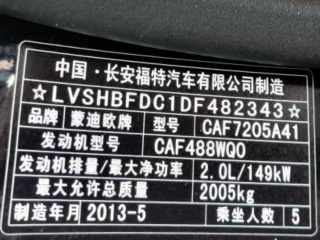 中国·长安福特汽车有限公司制造
☆LVSHBFDC1DF482343☆
品牌 蒙迪欧牌 型号 CAF7205A41
发动机型号 CAF488WQ0
发动机排量/最大净功率 2.0L/149kW
最大允许总质量 2005kg
制造年月 2013-5 乘坐人数 5